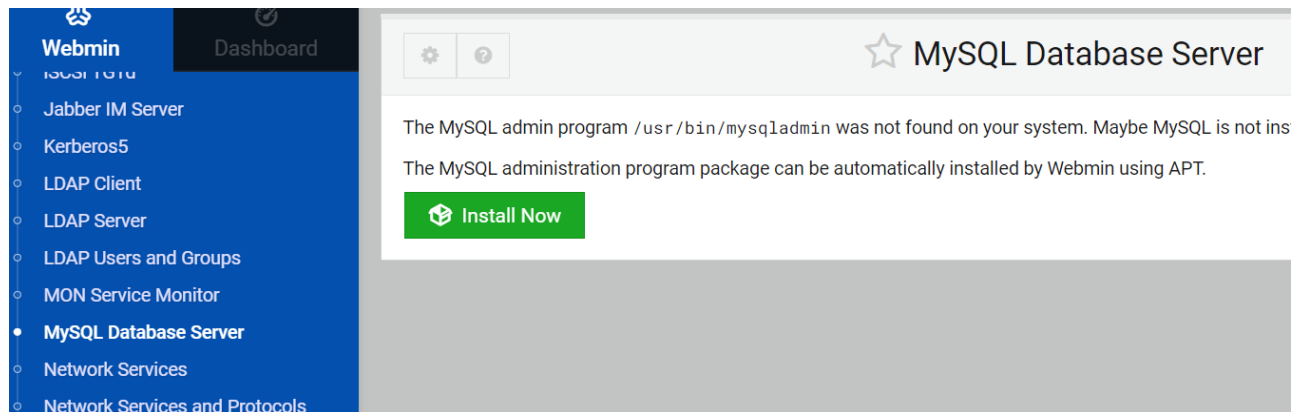 Webmin
Dashboard
Jabber IM Server
Kerberos5
LDAP Client
LDAP Server
LDAP Users and Groups
MON Service Monitor
MySQL Database Server
Network Services
Network Services and Protocols
MySQL Database Server
The MySQL admin program /usr/bin/mysqladmin was not found on your system. Maybe MySQL is not
The MySQL administration program package can be automatically installed by Webmin using APT.
Install Now